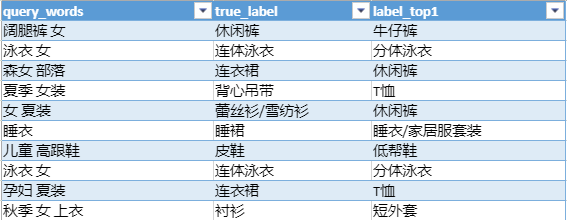 query_words true_label label_top1
阔腿裤 女 休闲裤 牛仔裤
泳衣 女 连体泳衣 分体泳衣
森女 部落 连衣裙 休闲裤
夏季 女装 背心吊带 T恤
女 夏装 蕾丝衫/雪纺衫 休闲裤
睡衣 睡裙 睡衣/家居服套装
儿童 高跟鞋 皮鞋 低帮鞋
泳衣 女 连体泳衣 分体泳衣
孕妇 夏装 连衣裙 T恤
秋季 女 上衣 衬衫 短外套